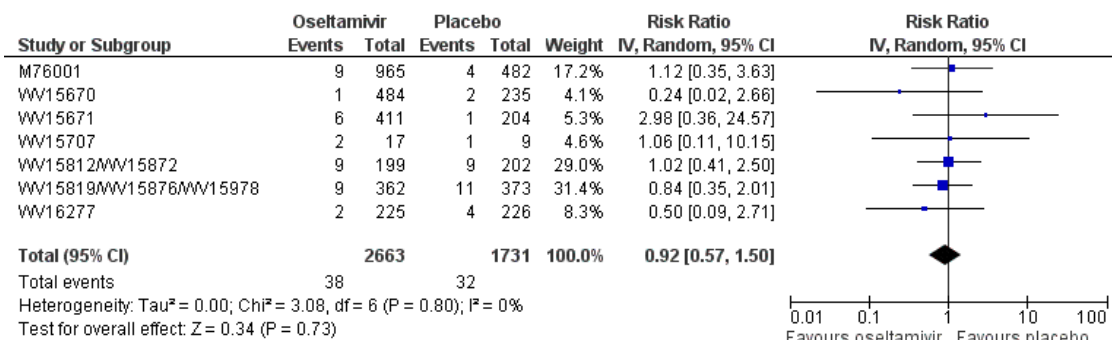 Oseltamivir Placebo Risk Ratio Risk Ratio
Study or Subgroup Events Total Events Total Weight IV, Random, 95% CI IV, Random, 95% CI
M76001 9 965 4 482 17.2% 1.12 [0.35, 3.63]
WV15670 1 484 2 235 4.1% 0.24 [0.02, 2.66]
WV15671 6 411 1 204 5.3% 2.98 [0.36, 24.57]
WV15707 2 17 1 9 4.6% 1.06 [0.11, 10.15]
WV15812/WV15872 9 199 9 202 29.0% 1.02 [0.41, 2.50]
WV15819/WV15876/WV15978 9 362 11 373 31.4% 0.84 [0.35, 2.01]
WV16277 2 225 4 226 8.3% 0.50 [0.09, 2.71]
Total (95% CI) 2663 1731 100.0% 0.92 [0.57, 1.50]
Total events 38 32
Heterogeneity: Tau² = 0.00; Chi² = 3.08, df = 6 (P = 0.80); I² = 0%
Test for overall effect: Z = 0.34 (P = 0.73)
0.01 0.1 1 10 100
Favours oseltamivir Favours placebo